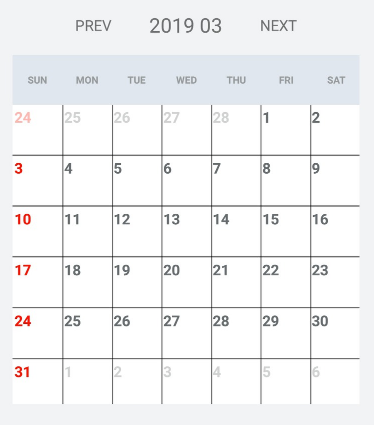 PREV 2019 03 NEXT
SUN MON TUE WED THU FRI SAT
24 25 26 27 28 1 2
3 4 5 6 7 8 9
10 11 12 13 14 15 16
17 18 19 20 21 22 23
24 25 26 27 28 29 30
31 1 2 3 4 5 6